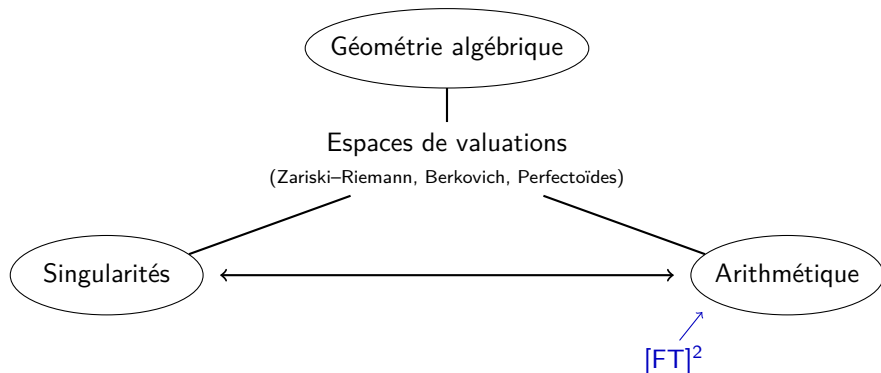 Géométrie algébrique
Espaces de valuations
(Zariski–Riemann, Berkovich, Perfectoïdes)
Singularités
Arithmétique
[FT]²